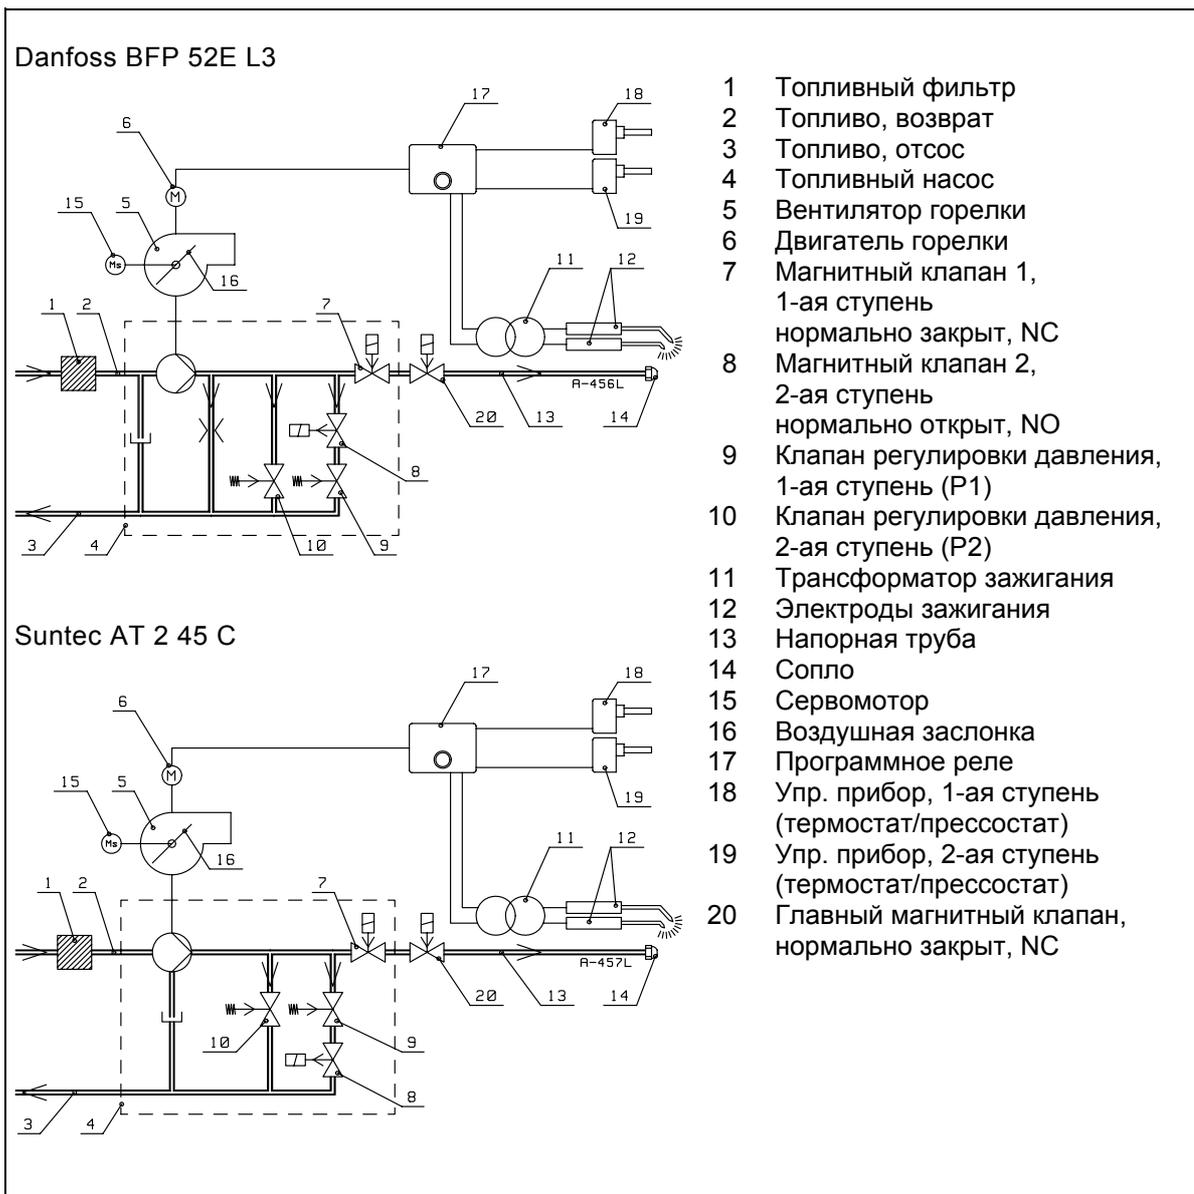 Danfoss BFP 52E L3
17
18
6
15
5
19
16
11
12
1
2
7
A-456L
20
13
14
8
3
4
10
9
Suntec AT 2 45 C
17
18
6
15
5
19
16
11
12
1
2
7
A-457L
20
13
14
10
9
8
3
4
M
Ms
M
Ms
1 Топливный фильтр
2 Топливо, возврат
3 Топливо, отсос
4 Топливный насос
5 Вентилятор горелки
6 Двигатель горелки
7 Магнитный клапан 1,
1-ая ступень
нормально закрыт, NC
8 Магнитный клапан 2,
2-ая ступень
нормально открыт, NO
9 Клапан регулировки давления,
1-ая ступень (P1)
10 Клапан регулировки давления,
2-ая ступень (P2)
11 Трансформатор зажигания
12 Электроды зажигания
13 Напорная труба
14 Сопло
15 Сервомотор
16 Воздушная заслонка
17 Программное реле
18 Упр. прибор, 1-ая ступень
(термостат/прессостат)
19 Упр. прибор, 2-ая ступень
(термостат/прессостат)
20 Главный магнитный клапан,
нормально закрыт, NC